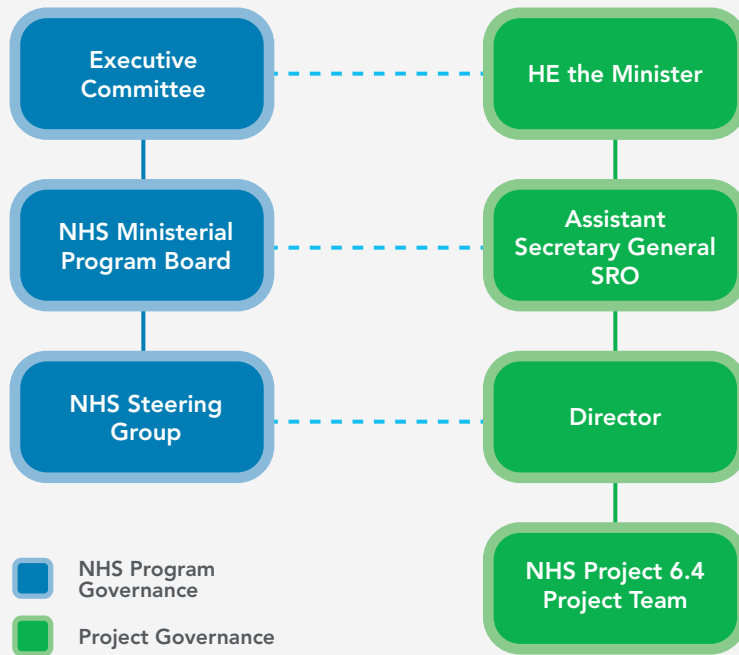 Executive
Committee
HE the Minister
NHS Ministerial
Program Board
Assistant
Secretary General
SRO
NHS Steering
Group
Director
NHS Project 6.4
Project Team
NHS Program
Governance
Project Governance